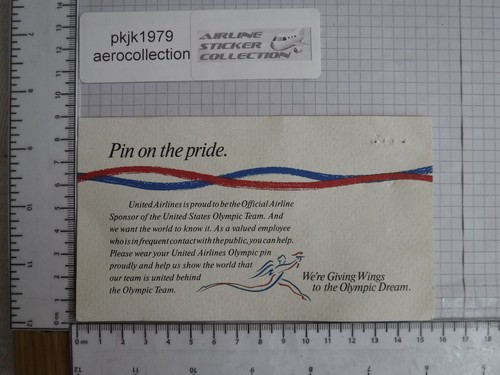 pkjk1979
aerocollection
AIRLINE
STICKER
COLLECTION
Pin on the pride.
United Airlines is proud to be the Official Airline
Sponsor of the United States Olympic Team. And
we want the world to know it. As a valued employee
who is in frequent contact with the public, you can help.
Please wear your United Airlines Olympic pin
proudly and help us show the world that
our team is united behind
the Olympic Team.
We're Giving Wings
to the Olympic Dream.